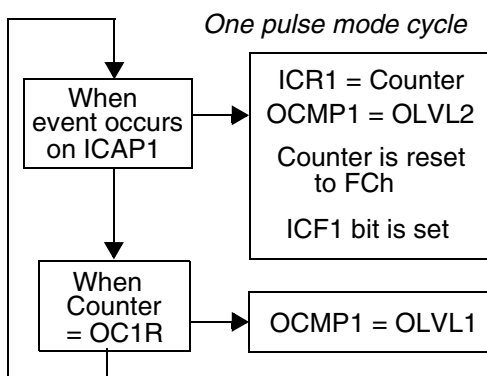 One pulse mode cycle
When
event occurs
on ICAP1
ICR1 = Counter
OCMP1 = OLVL2
Counter is reset
to FCh
ICF1 bit is set
When
Counter
= OC1R
OCMP1 = OLVL1